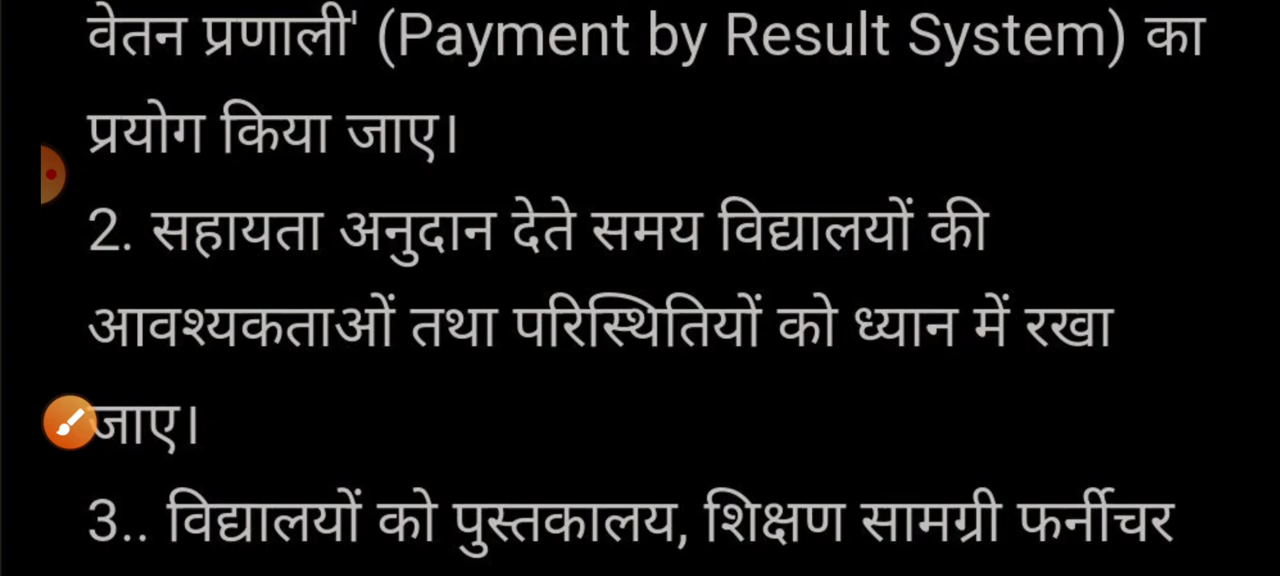 वेतन प्रणाली' (Payment by Result System) का
प्रयोग किया जाए।
2. सहायता अनुदान देते समय विद्यालयों की
आवश्यकताओं तथा परिस्थितियों को ध्यान में रखा
जाए।
3.. विद्यालयों को पुस्तकालय, शिक्षण सामग्री फर्नीचर